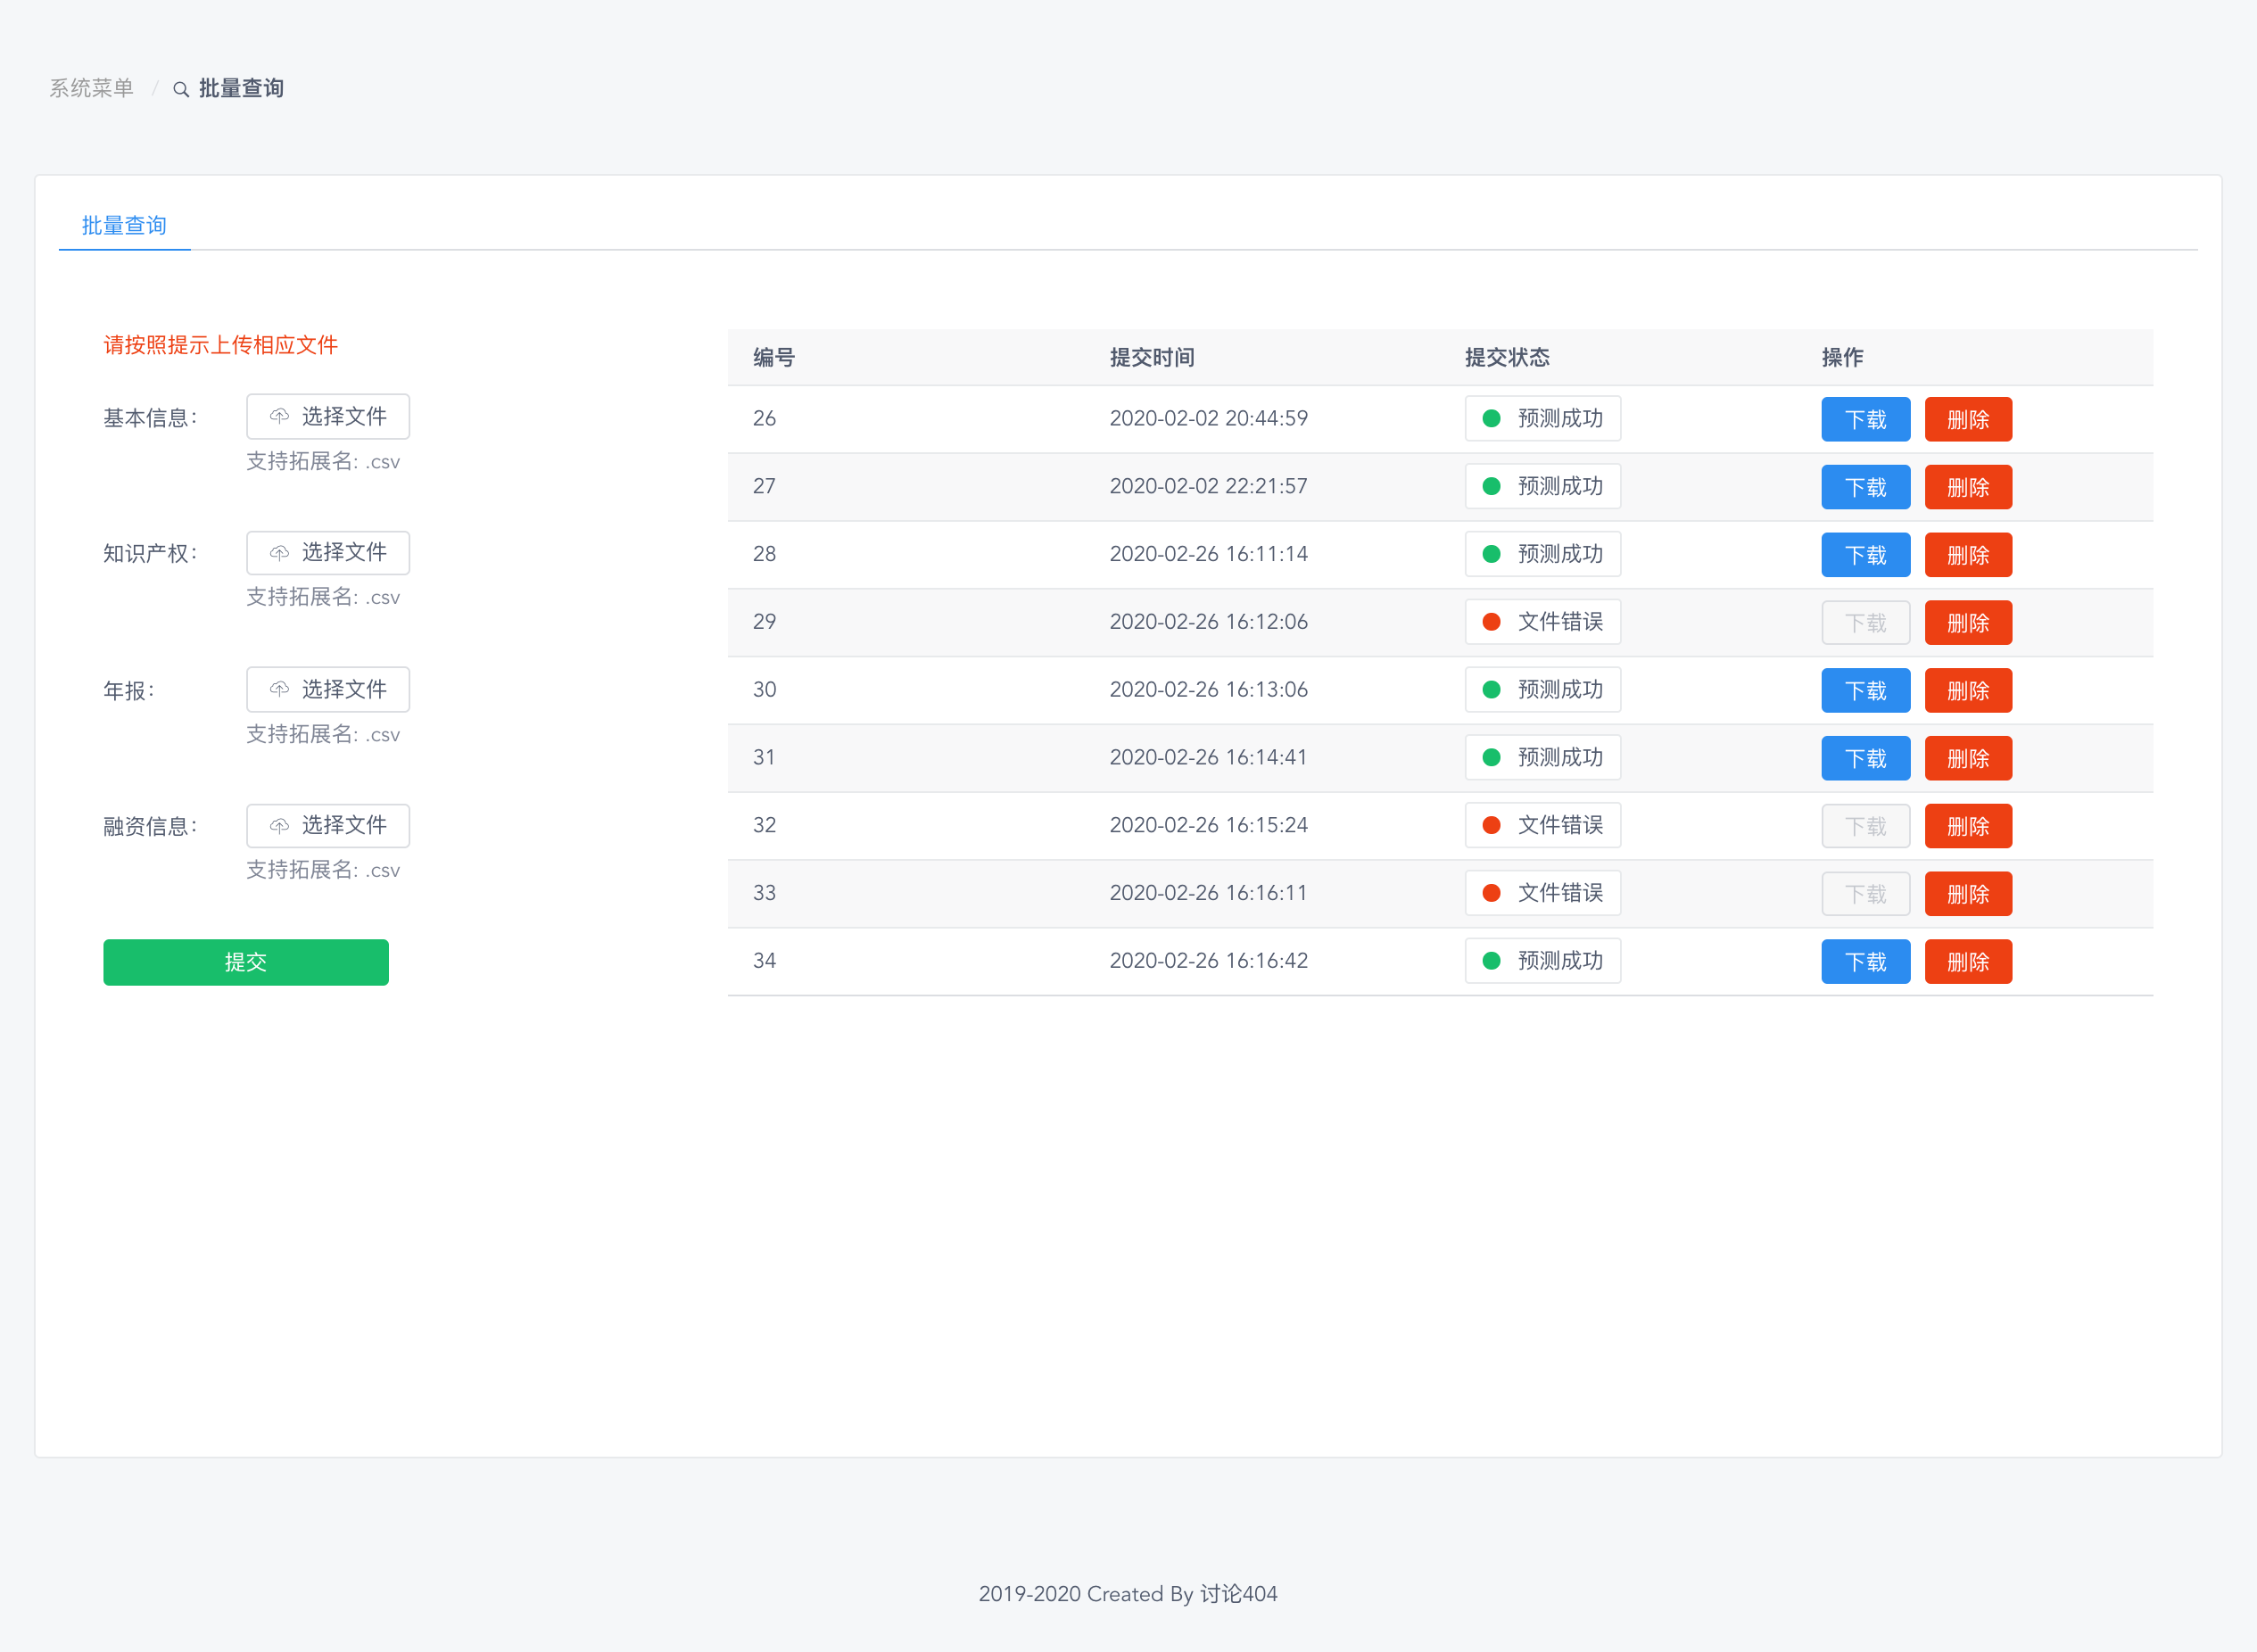 系统菜单 / 批量查询
批量查询
请按照提示上传相应文件
基本信息: 选择文件
支持拓展名: .csv
知识产权: 选择文件
支持拓展名: .csv
年报: 选择文件
支持拓展名: .csv
融资信息: 选择文件
支持拓展名: .csv
提交
编号 提交时间 提交状态 操作
26 2020-02-02 20:44:59 预测成功 下载 删除
27 2020-02-02 22:21:57 预测成功 下载 删除
28 2020-02-26 16:11:14 预测成功 下载 删除
29 2020-02-26 16:12:06 文件错误 下载 删除
30 2020-02-26 16:13:06 预测成功 下载 删除
31 2020-02-26 16:14:41 预测成功 下载 删除
32 2020-02-26 16:15:24 文件错误 下载 删除
33 2020-02-26 16:16:11 文件错误 下载 删除
34 2020-02-26 16:16:42 预测成功 下载 删除
2019-2020 Created By 讨论404